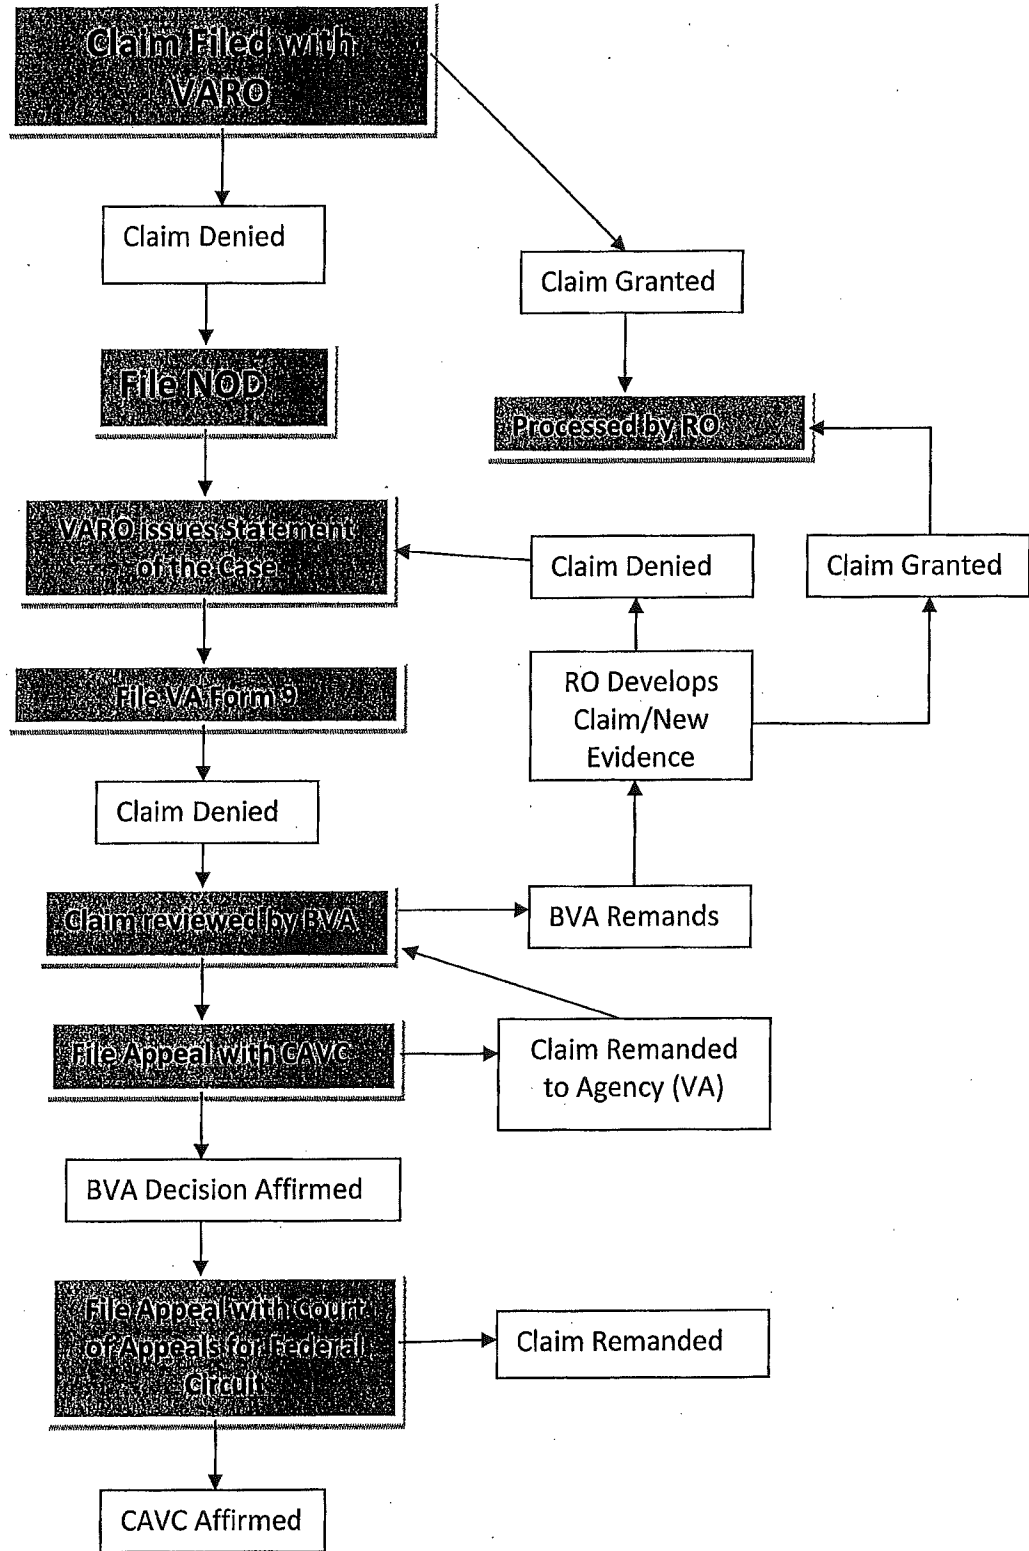 Claim Filed with
VARO
Claim Denied
Claim Granted
File NOD
Processed by RO
VARO issues Statement
of the Case
Claim Denied
Claim Granted
File VA Form 9
RO Develops
Claim/New
Evidence
Claim Denied
Claim reviewed by BVA
BVA Remands
File Appeal with CAVC
Claim Remanded
to Agency (VA)
BVA Decision Affirmed
File Appeal with Court
of Appeals for Federal
Circuit
Claim Remanded
CAVC Affirmed